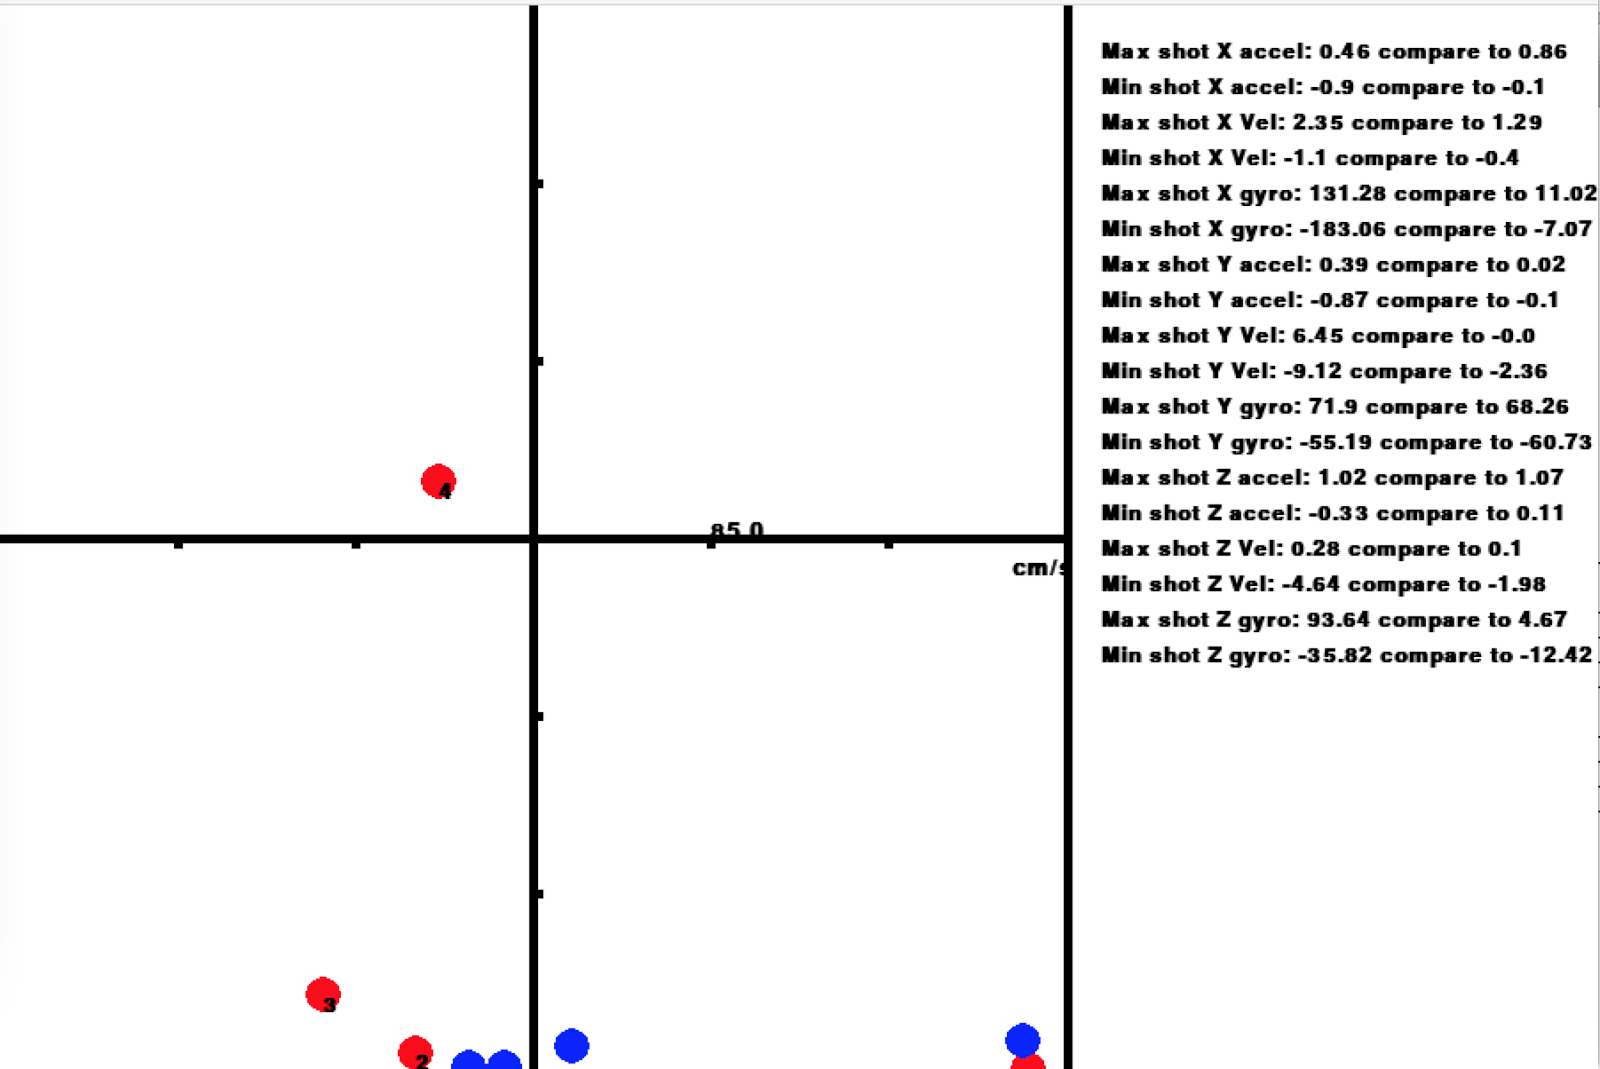 Max shot X accel: 0.46 compare to 0.86
Min shot X accel: -0.9 compare to -0.1
Max shot X Vel: 2.35 compare to 1.29
Min shot X Vel: -1.1 compare to -0.4
Max shot X gyro: 131.28 compare to 11.02
Min shot X gyro: -183.06 compare to -7.07
Max shot Y accel: 0.39 compare to 0.02
Min shot Y accel: -0.87 compare to -0.1
Max shot Y Vel: 6.45 compare to -0.0
Min shot Y Vel: -9.12 compare to -2.36
Max shot Y gyro: 71.9 compare to 68.26
Min shot Y gyro: -55.19 compare to -60.73
Max shot Z accel: 1.02 compare to 1.07
Min shot Z accel: -0.33 compare to 0.11
Max shot Z Vel: 0.28 compare to 0.1
Min shot Z Vel: -4.64 compare to -1.98
Max shot Z gyro: 93.64 compare to 4.67
Min shot Z gyro: -35.82 compare to -12.42
4
85.0
cm/s
3
2